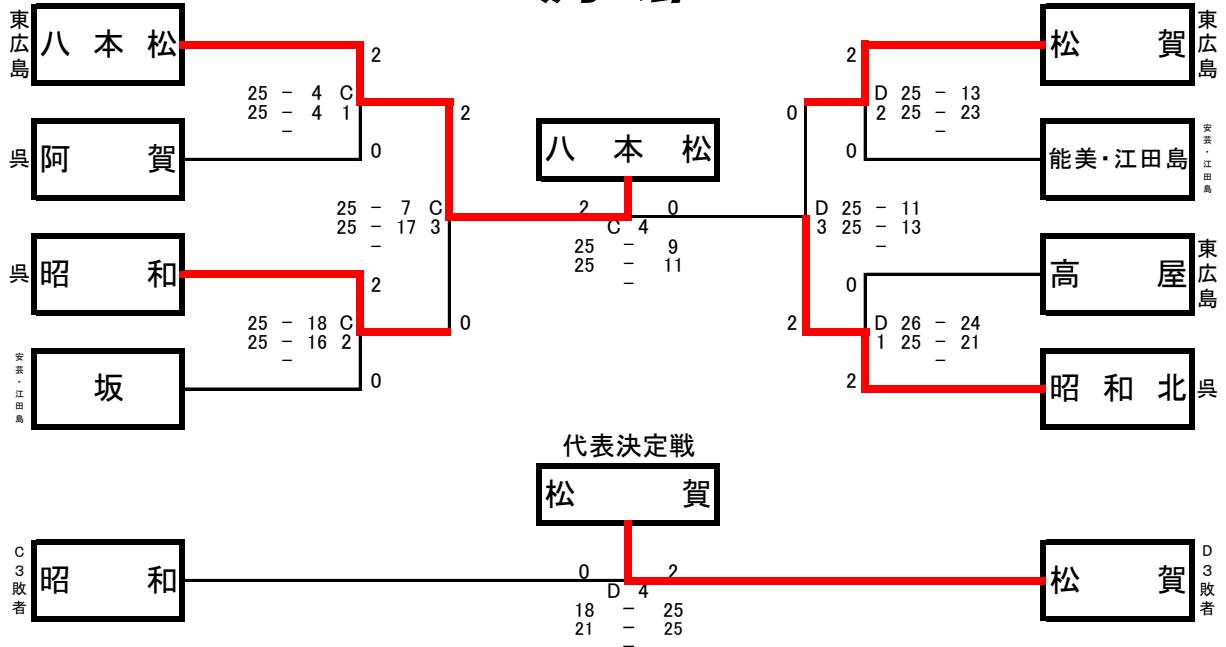 東広島
八本松
2
25 - 4 C
25 - 4 1
-
0
呉
阿賀
2
25 - 7 C
25 - 17 3
-
呉
昭和
2
25 - 18 C
25 - 16 2
-
0
0
安芸・江田島
坂
八本松
2 0
C 4
25 - 9
25 - 11
-
東広島
松賀
2
D 25 - 13
2 25 - 23
-
0
0
能美・江田島
安芸・江田島
D 25 - 11
3 25 - 13
-
東広島
高屋
0
D 26 - 24
1 25 - 21
-
2
2
昭和北
呉
代表決定戦
松賀
C3敗者
昭和
0 2
D 4
18 - 25
21 - 25
-
松賀
D3敗者